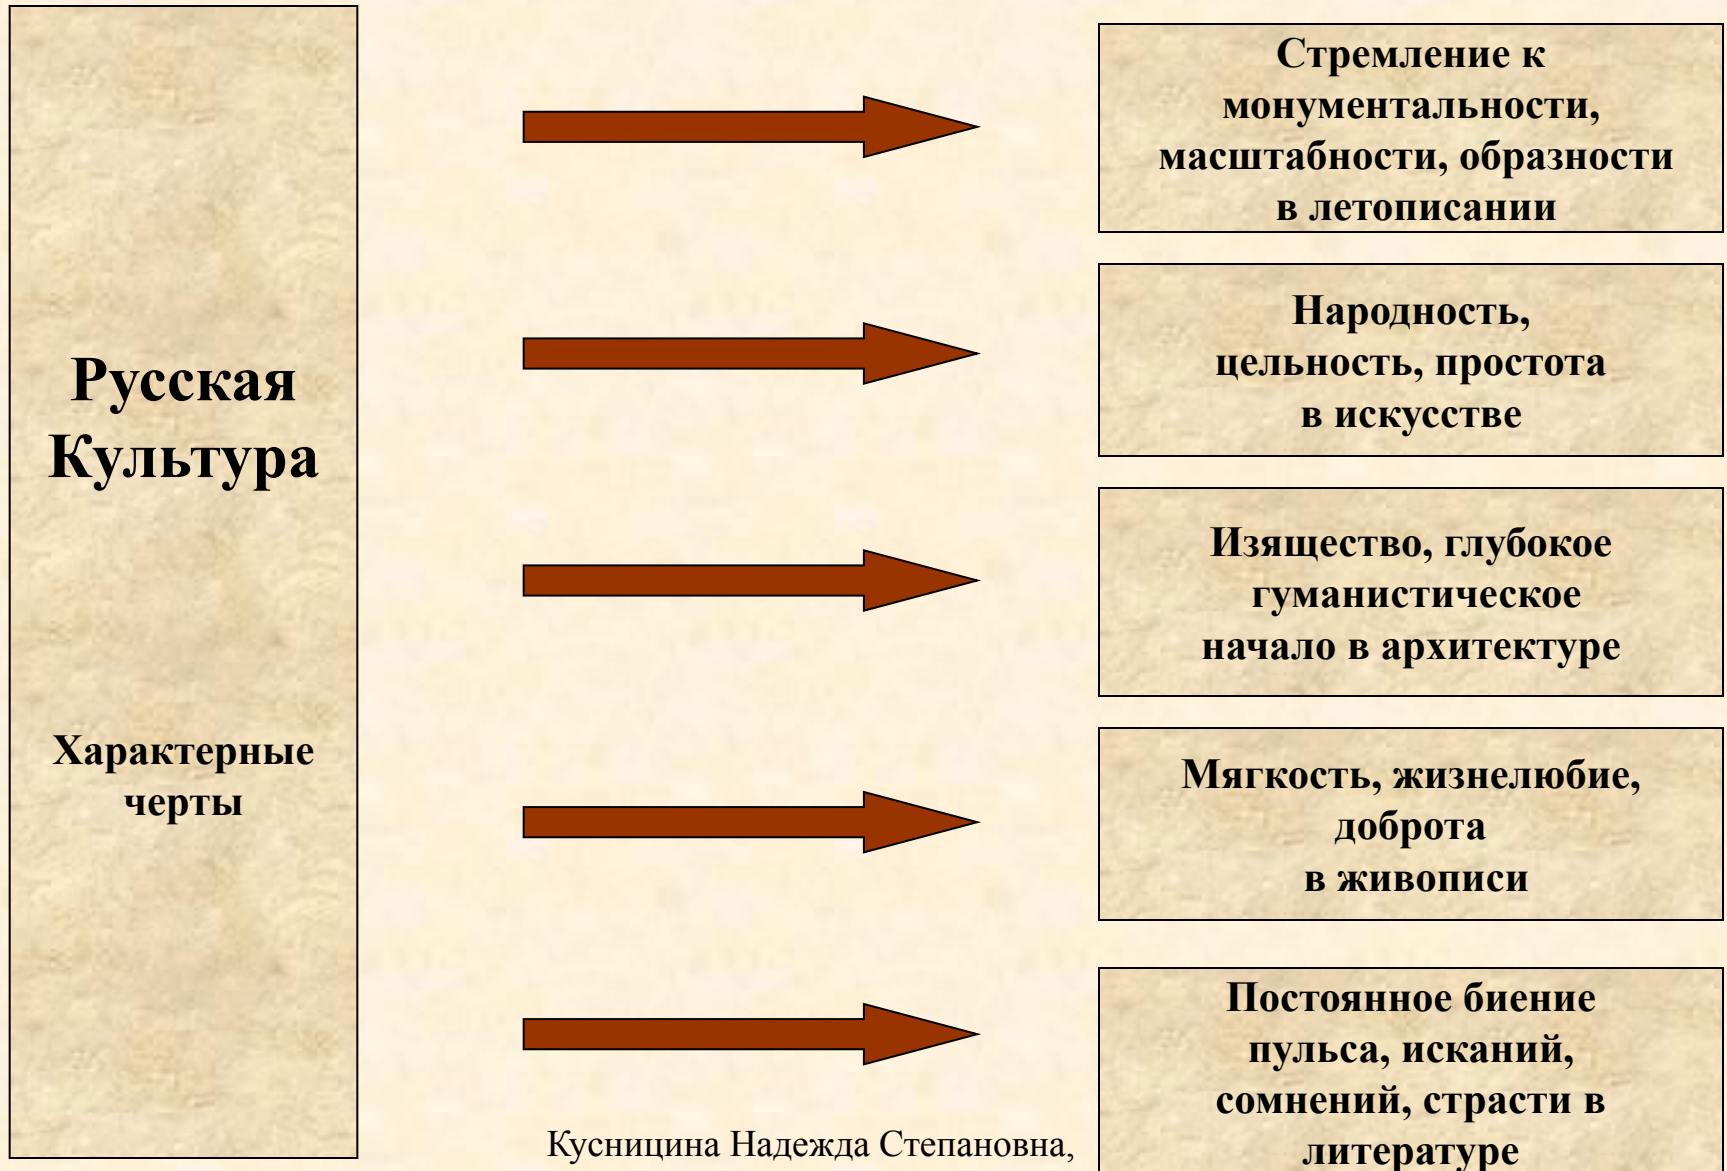 Русская
Культура
Характерные
черты
Стремление к
монументальности,
масштабности, образности
в летописании
Народность,
цельность, простота
в искусстве
Изящество, глубокое
гуманистическое
начало в архитектуре
Мягкость, жизнелюбие,
доброта
в живописи
Постоянное биение
пульса, исканий,
сомнений, страсти в
литературе
Кусницина Надежда Степановна,